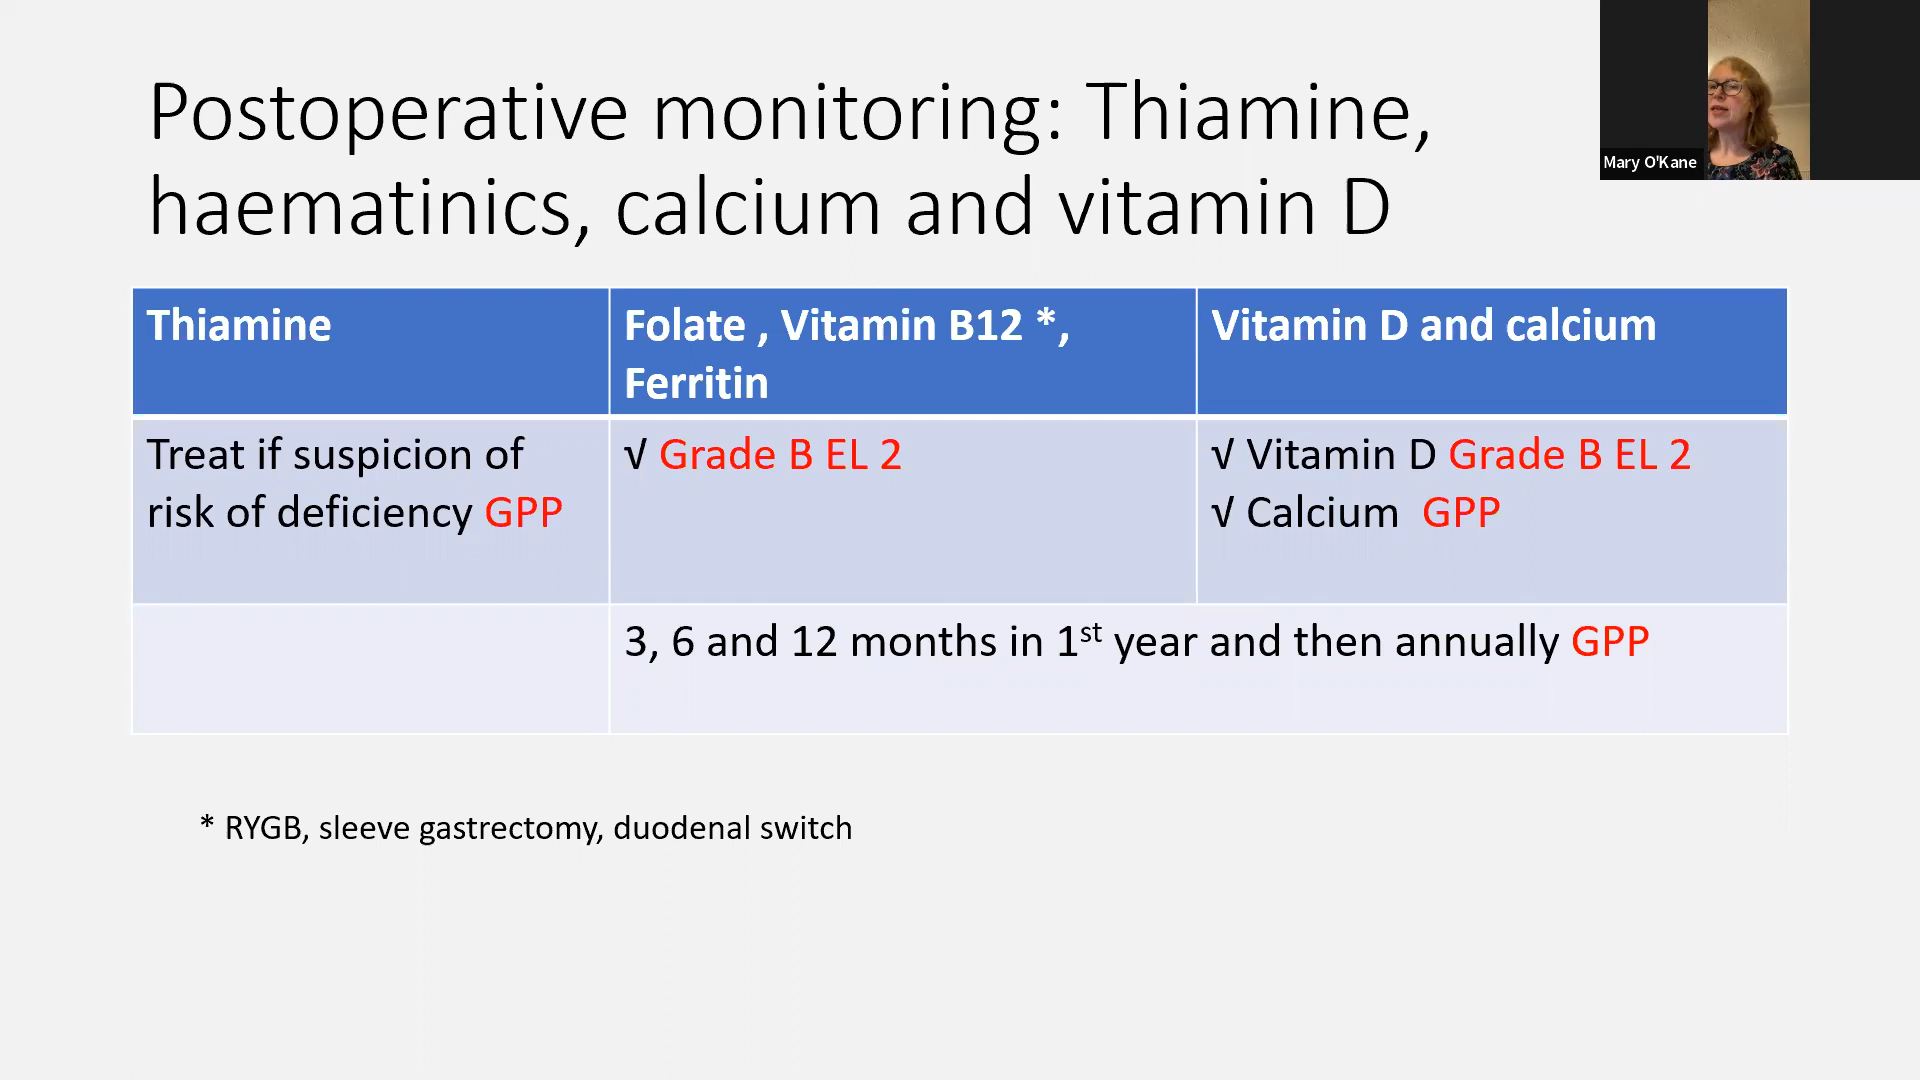 Postoperative monitoring: Thiamine,
haematinics, calcium and vitamin D
Mary O'Kane
Thiamine
Folate , Vitamin B12 *,
Ferritin
Vitamin D and calcium
Treat if suspicion of
risk of deficiency GPP
√ Grade B EL 2
√ Vitamin D Grade B EL 2
√ Calcium GPP
3, 6 and 12 months in 1st year and then annually GPP
* RYGB, sleeve gastrectomy, duodenal switch